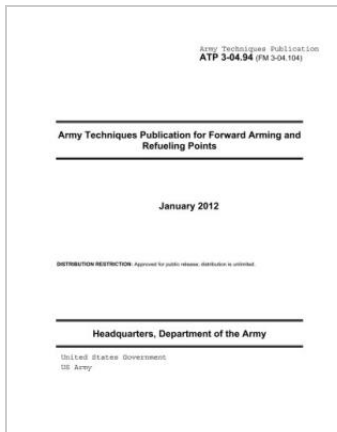 Army Techniques Publication
ATP 3-04.94 (FM 3-04.104)
Army Techniques Publication for Forward Arming and
Refueling Points
January 2012
DISTRIBUTION RESTRICTION: Approved for public release; distribution is unlimited.
Headquarters, Department of the Army
United States Government
US Army